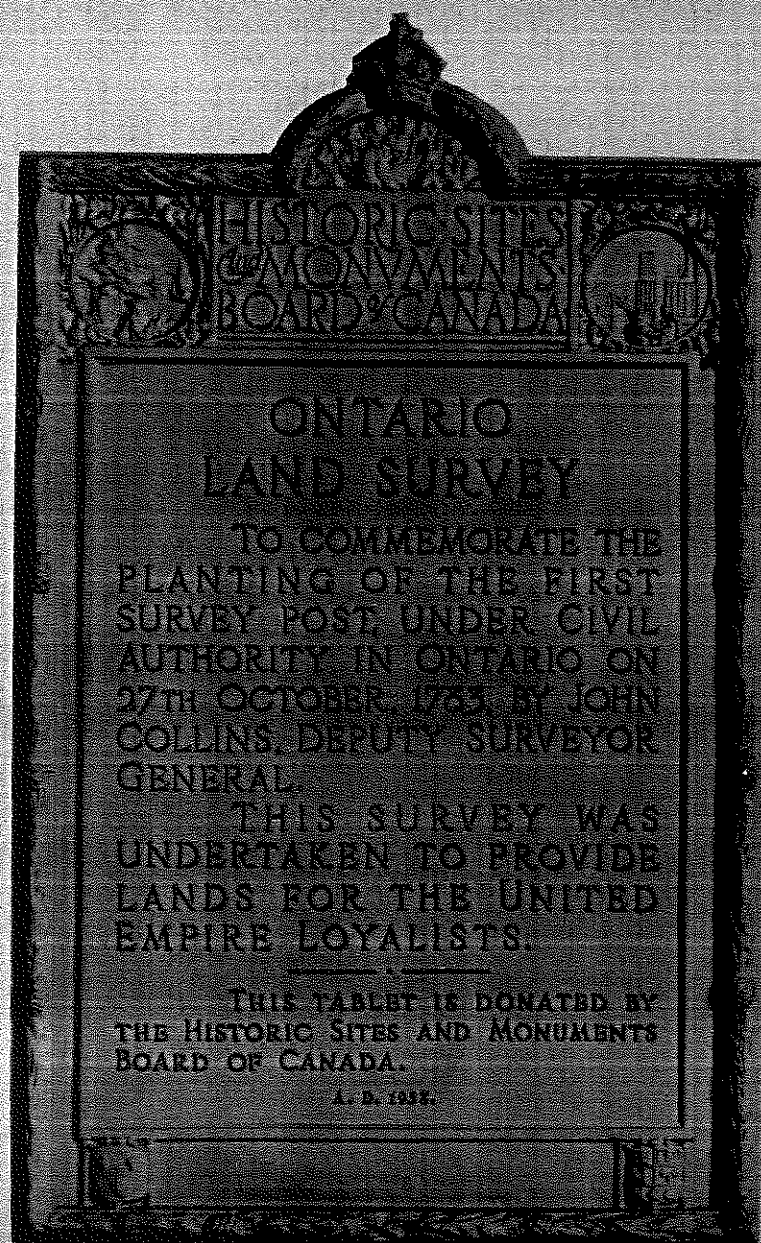 HISTORIC·SITES
and MONVMENTS·
BOARD of CANADA
ONTARIO
LAND SURVEY
TO COMMEMORATE THE
PLANTING OF THE FIRST
SURVEY POST, UNDER CIVIL
AUTHORITY IN ONTARIO ON
27TH OCTOBER, 1783, BY JOHN
COLLINS, DEPUTY SURVEYOR
GENERAL.
THIS SURVEY WAS
UNDERTAKEN TO PROVIDE
LANDS FOR THE UNITED
EMPIRE LOYALISTS.
THIS TABLET IS DONATED BY
THE HISTORIC SITES AND MONUMENTS
BOARD OF CANADA.
A. D.